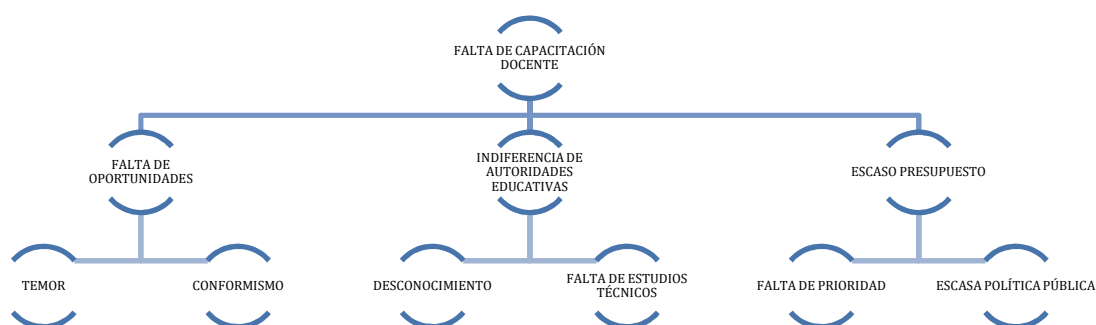 FALTA DE CAPACITACIÓN
DOCENTE
FALTA DE
OPORTUNIDADES
INDIFERENCIA DE
AUTORIDADES
EDUCATIVAS
ESCASO PRESUPUESTO
TEMOR
CONFORMISMO
DESCONOCIMIENTO
FALTA DE ESTUDIOS
TÉCNICOS
FALTA DE PRIORIDAD
ESCASA POLÍTICA PÚBLICA